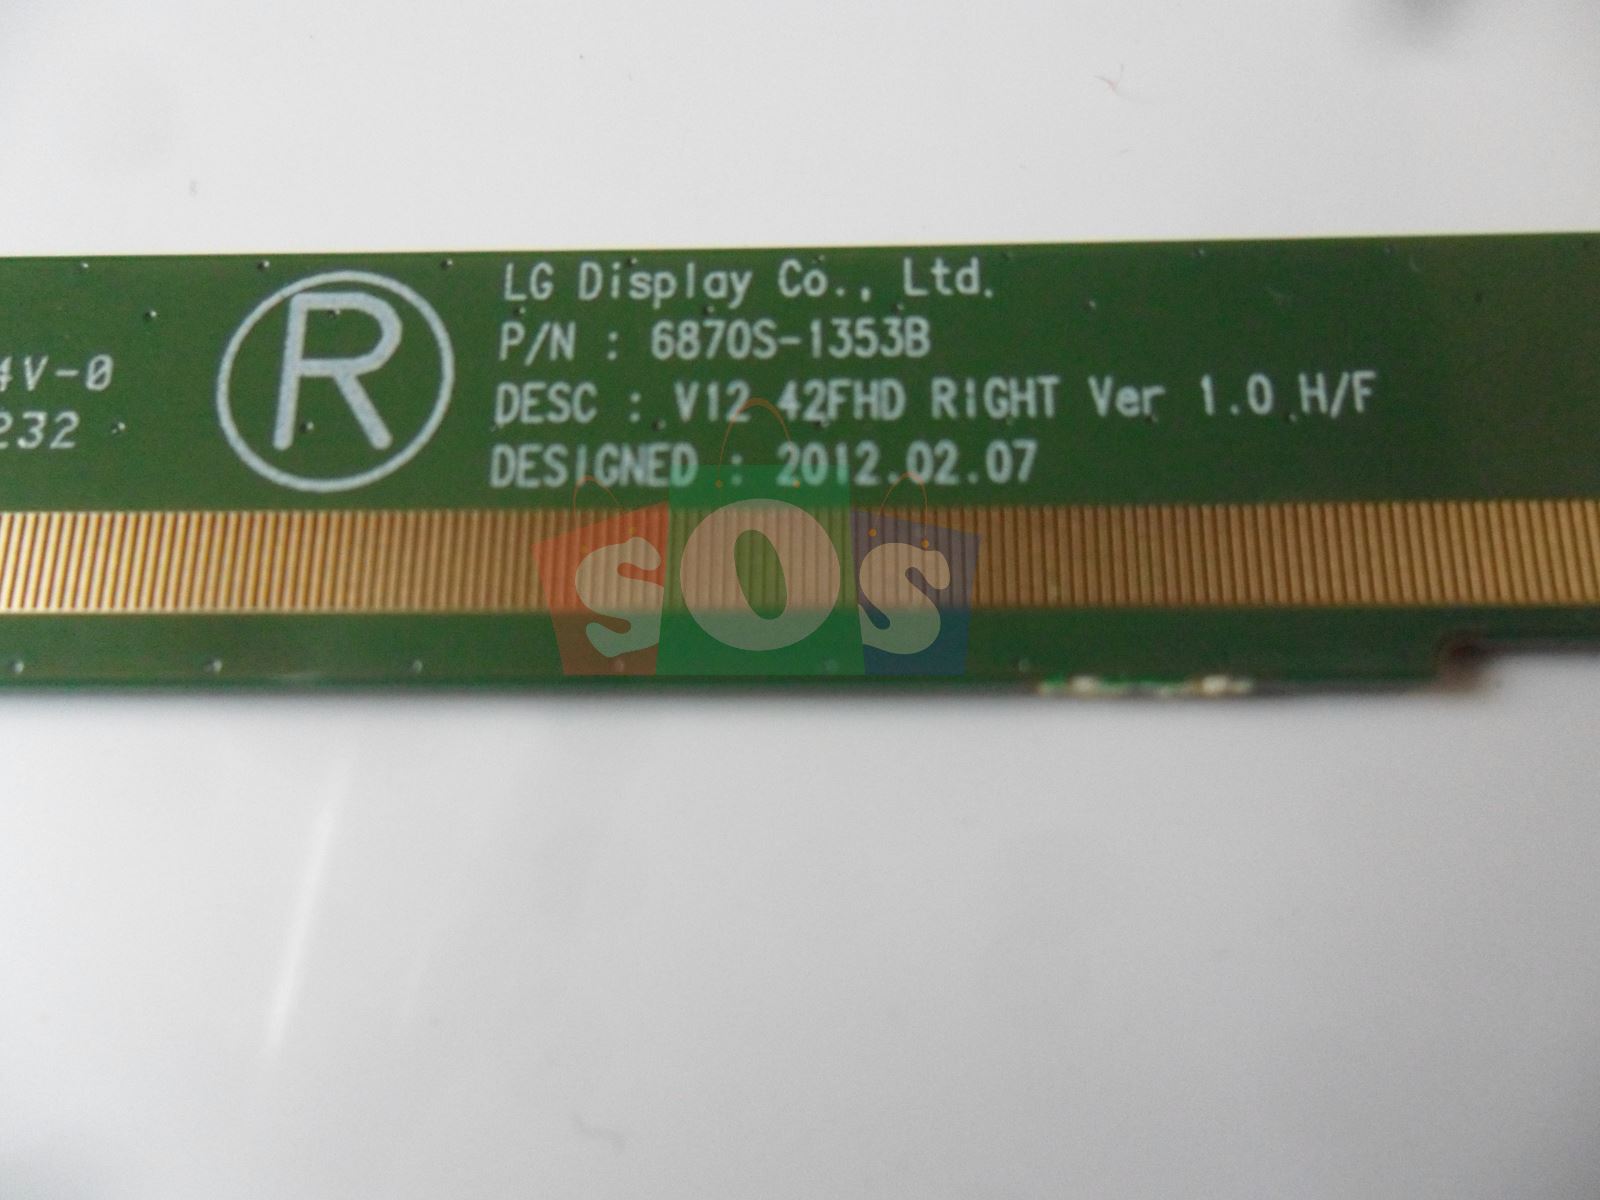 4V-0
232
R
LG Display Co., Ltd.
P/N : 6870S-1353B
DESC : V12 42FHD RIGHT Ver 1.0 H/F
DESIGNED : 2012.02.07
SOS